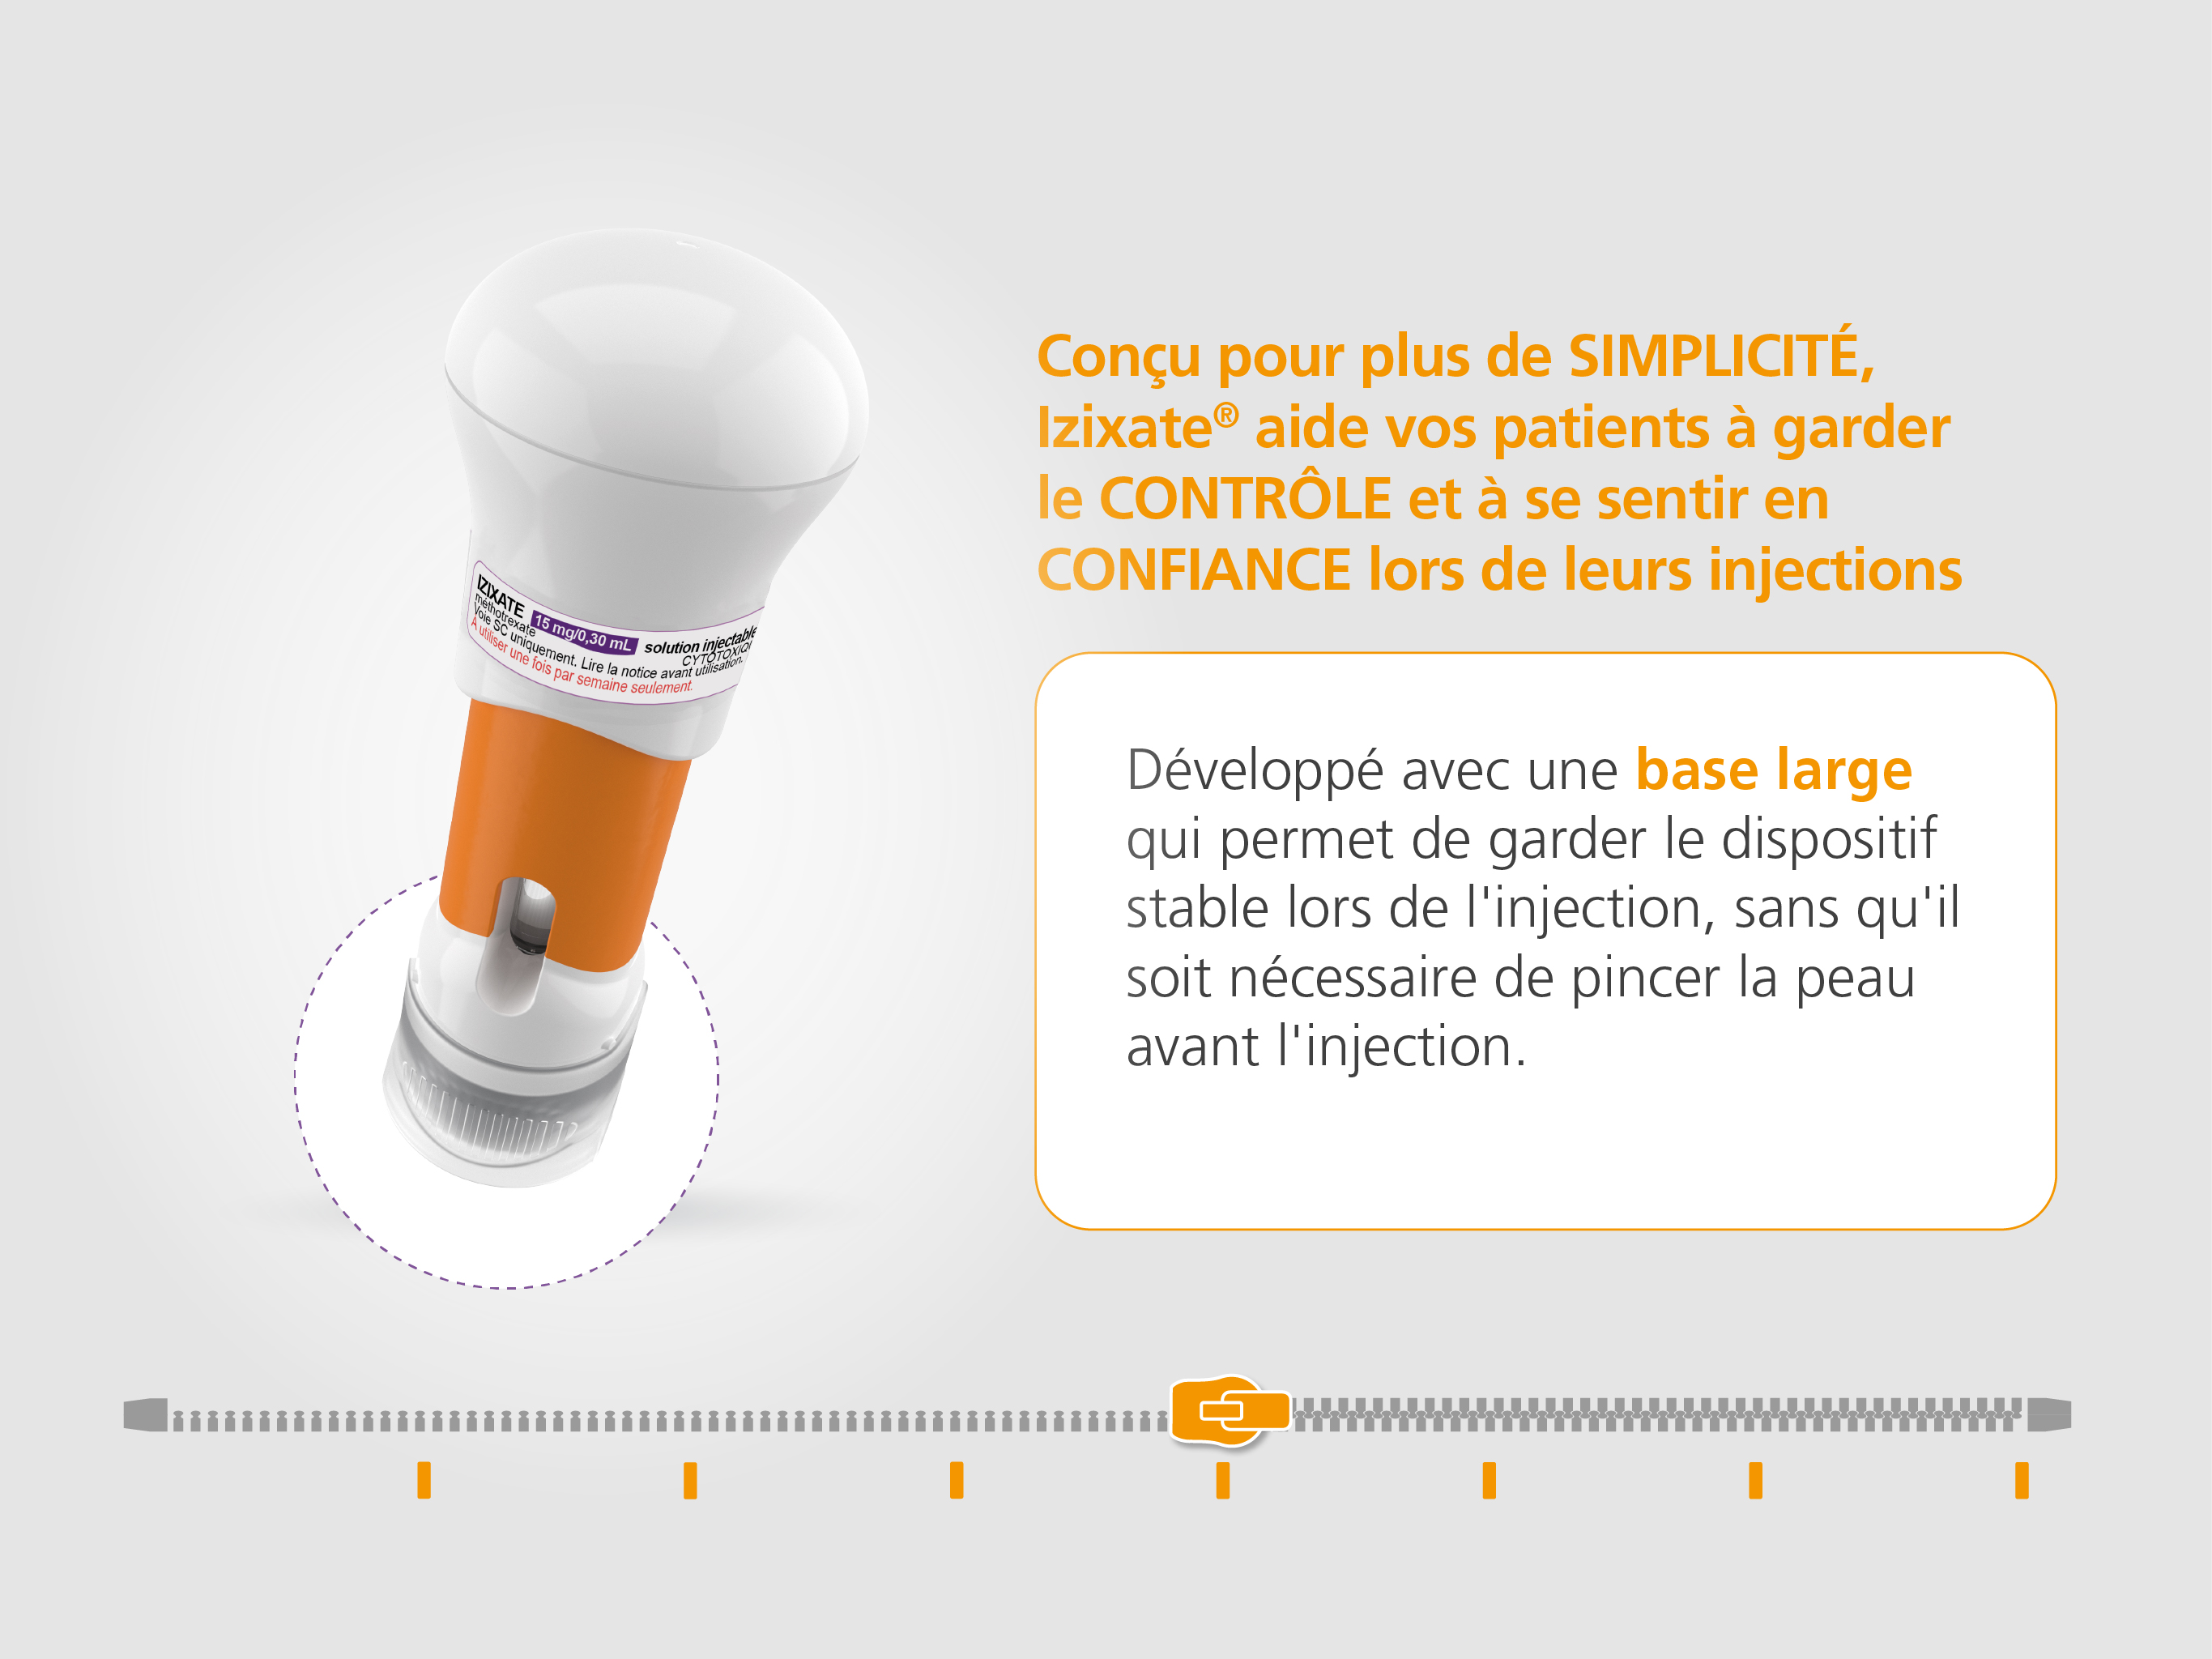 Conçu pour plus de SIMPLICITÉ,
Izixate® aide vos patients à garder
le CONTRÔLE et à se sentir en
CONFIANCE lors de leurs injections
IZIXATE
méthotrexate 15 mg/0,30 mL solution injectable
Voie SC uniquement. Lire la notice avant utilisation.
À utiliser une fois par semaine seulement.
Développé avec une base large
qui permet de garder le dispositif
stable lors de l'injection, sans qu'il
soit nécessaire de pincer la peau
avant l'injection.